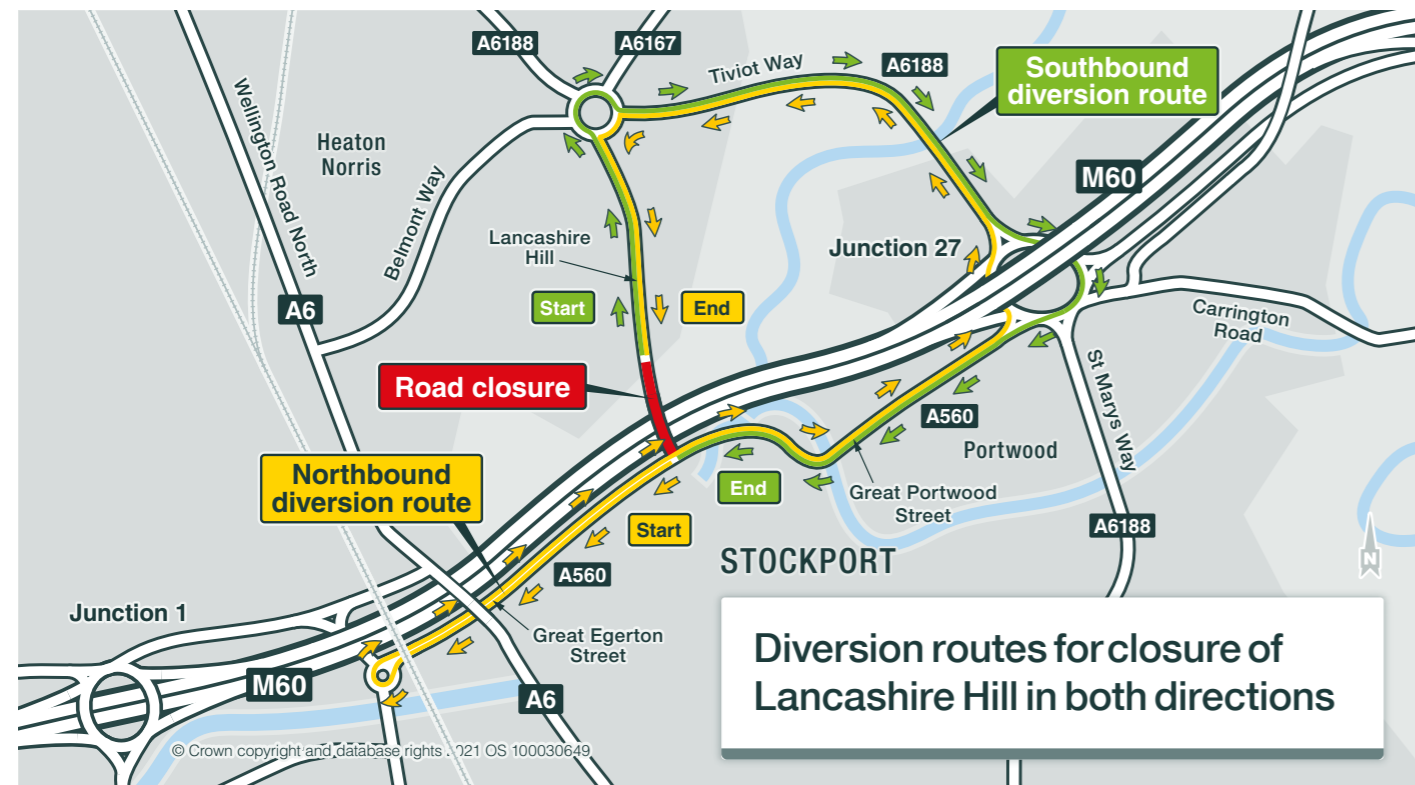 A6188
A6167
Tiviot Way
A6188
Southbound
diversion route
Wellington Road North
Heaton
Norris
Belmont Way
M60
Lancashire
Hill
Junction 27
Start
End
A6
Carrington
Road
Road closure
St Marys Way
A560
Portwood
Northbound
diversion route
End
Great Portwood
Street
Start
A6188
N
STOCKPORT
A560
Junction 1
Great Egerton
Street
M60
A6
Diversion routes for closure of
Lancashire Hill in both directions
© Crown copyright and database rights 021 OS 100030649